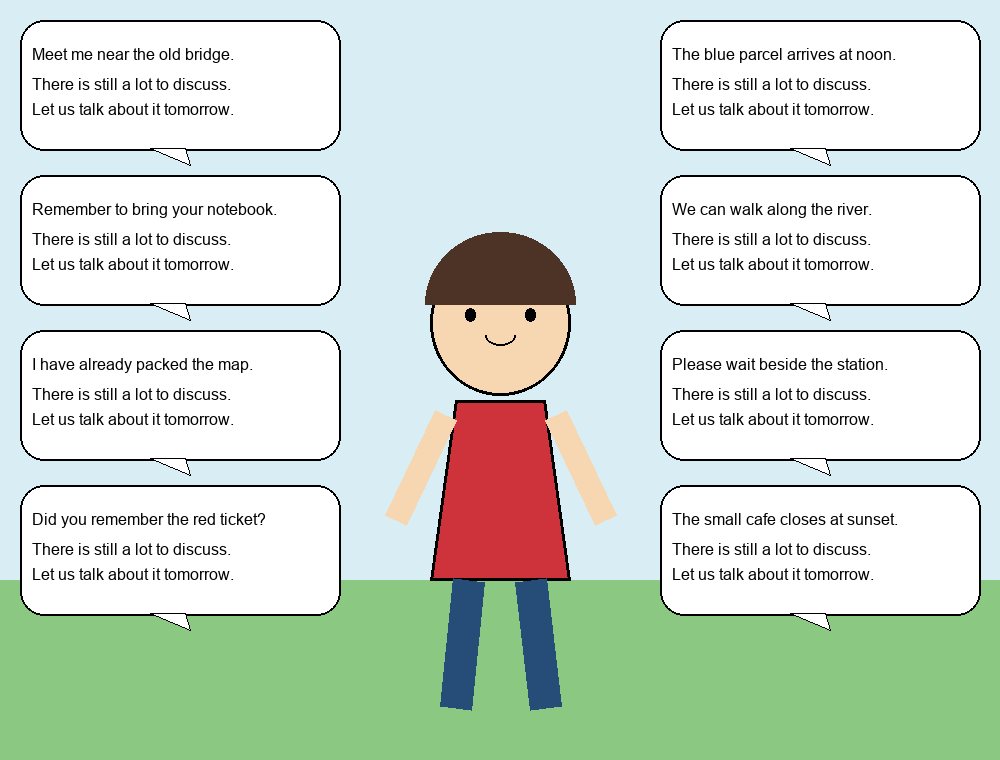 Meet me near the old bridge.
There is still a lot to discuss.
Let us talk about it tomorrow.
Remember to bring your notebook.
There is still a lot to discuss.
Let us talk about it tomorrow.
I have already packed the map.
There is still a lot to discuss.
Let us talk about it tomorrow.
Did you remember the red ticket?
There is still a lot to discuss.
Let us talk about it tomorrow.
The blue parcel arrives at noon.
There is still a lot to discuss.
Let us talk about it tomorrow.
We can walk along the river.
There is still a lot to discuss.
Let us talk about it tomorrow.
Please wait beside the station.
There is still a lot to discuss.
Let us talk about it tomorrow.
The small cafe closes at sunset.
There is still a lot to discuss.
Let us talk about it tomorrow.